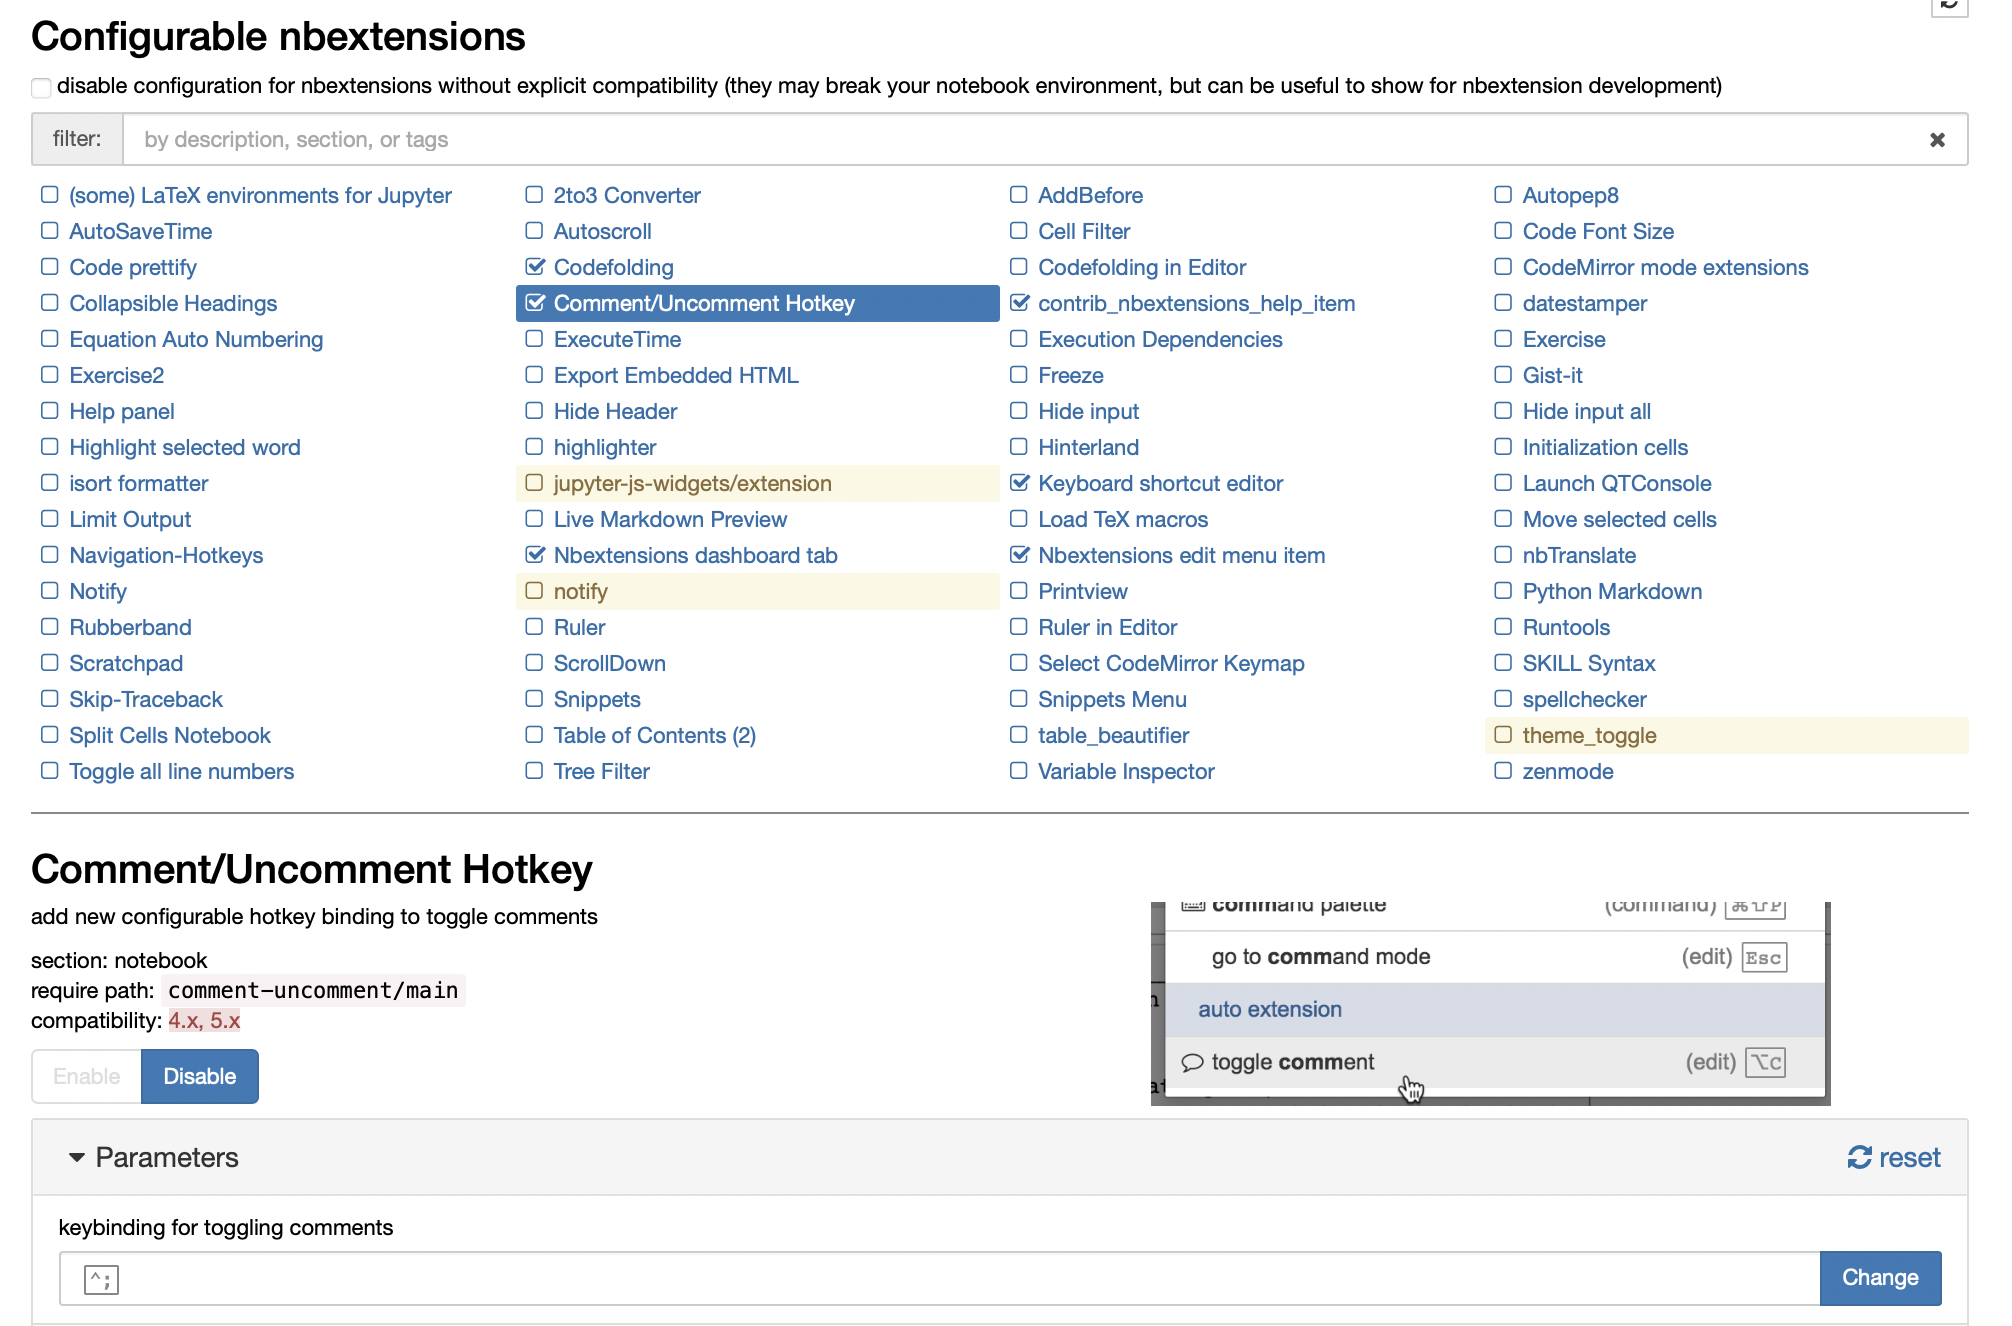 Configurable nbextensions
disable configuration for nbextensions without explicit compatibility (they may break your notebook environment, but can be useful to show for nbextension development)
filter: by description, section, or tags
(some) LaTeX environments for Jupyter 2to3 Converter AddBefore Autopep8
AutoSaveTime Autoscroll Cell Filter Code Font Size
Code prettify Codefolding Codefolding in Editor CodeMirror mode extensions
Collapsible Headings Comment/Uncomment Hotkey contrib_nbextensions_help_item datestamper
Equation Auto Numbering ExecuteTime Execution Dependencies Exercise
Exercise2 Export Embedded HTML Freeze Gist-it
Help panel Hide Header Hide input Hide input all
Highlight selected word highlighter Hinterland Initialization cells
isort formatter jupyter-js-widgets/extension Keyboard shortcut editor Launch QTConsole
Limit Output Live Markdown Preview Load TeX macros Move selected cells
Navigation-Hotkeys Nbextensions dashboard tab Nbextensions edit menu item nbTranslate
Notify notify Printview Python Markdown
Rubberband Ruler Ruler in Editor Runtools
Scratchpad ScrollDown Select CodeMirror Keymap SKILL Syntax
Skip-Traceback Snippets Snippets Menu spellchecker
Split Cells Notebook Table of Contents (2) table_beautifier theme_toggle
Toggle all line numbers Tree Filter Variable Inspector zenmode
Comment/Uncomment Hotkey
add new configurable hotkey binding to toggle comments
section: notebook
require path: comment-uncomment/main
compatibility: 4.x, 5.x
Enable Disable
command palette (command) ⌘⇧P
go to command mode (edit) Esc
auto extension
toggle comment (edit) ⌥C
Parameters reset
keybinding for toggling comments
^; Change